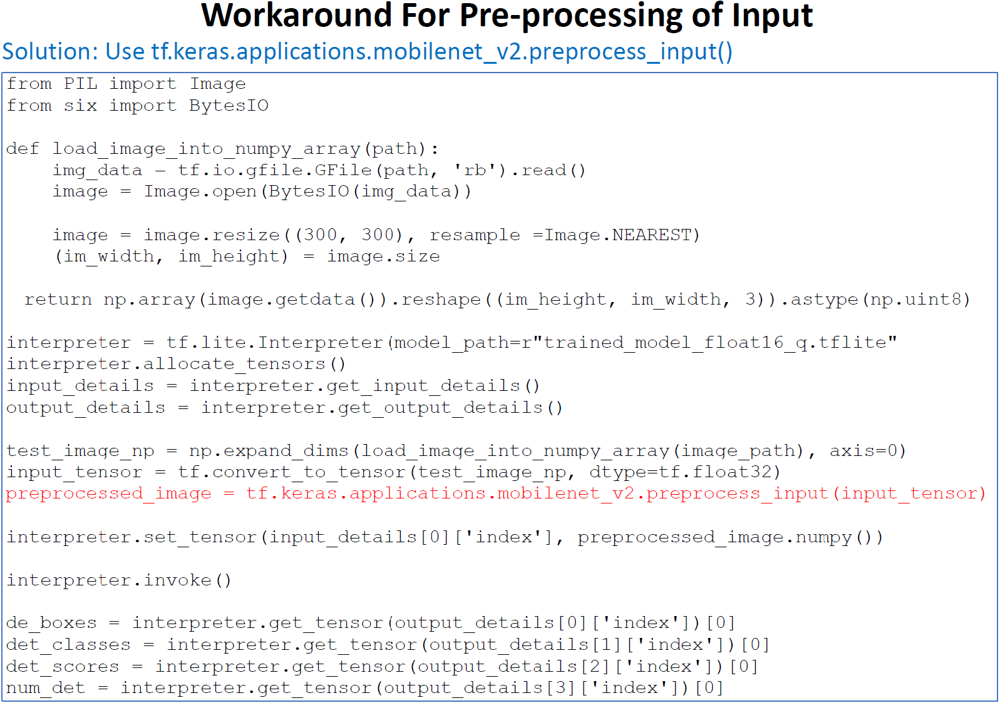 Workaround For Pre-processing of Input
Solution: Use tf.keras.applications.mobilenet_v2.preprocess_input()
from PIL import Image
from six import BytesIO
def load_image_into_numpy_array(path):
    img_data – tf.io.gfile.GFile(path, 'rb').read()
    image = Image.open(BytesIO(img_data))
    image = image.resize((300, 300), resample =Image.NEAREST)
    (im_width, im_height) = image.size
  return np.array(image.getdata()).reshape((im_height, im_width, 3)).astype(np.uint8)
interpreter = tf.lite.Interpreter(model_path=r"trained_model_float16_q.tflite"
interpreter.allocate_tensors()
input_details = interpreter.get_input_details()
output_details = interpreter.get_output_details()
test_image_np = np.expand_dims(load_image_into_numpy_array(image_path), axis=0)
input_tensor = tf.convert_to_tensor(test_image_np, dtype=tf.float32)
preprocessed_image = tf.keras.applications.mobilenet_v2.preprocess_input(input_tensor)
interpreter.set_tensor(input_details[0]['index'], preprocessed_image.numpy())
interpreter.invoke()
de_boxes = interpreter.get_tensor(output_details[0]['index'])[0]
det_classes = interpreter.get_tensor(output_details[1]['index'])[0]
det_scores = interpreter.get_tensor(output_details[2]['index'])[0]
num_det = interpreter.get_tensor(output_details[3]['index'])[0]